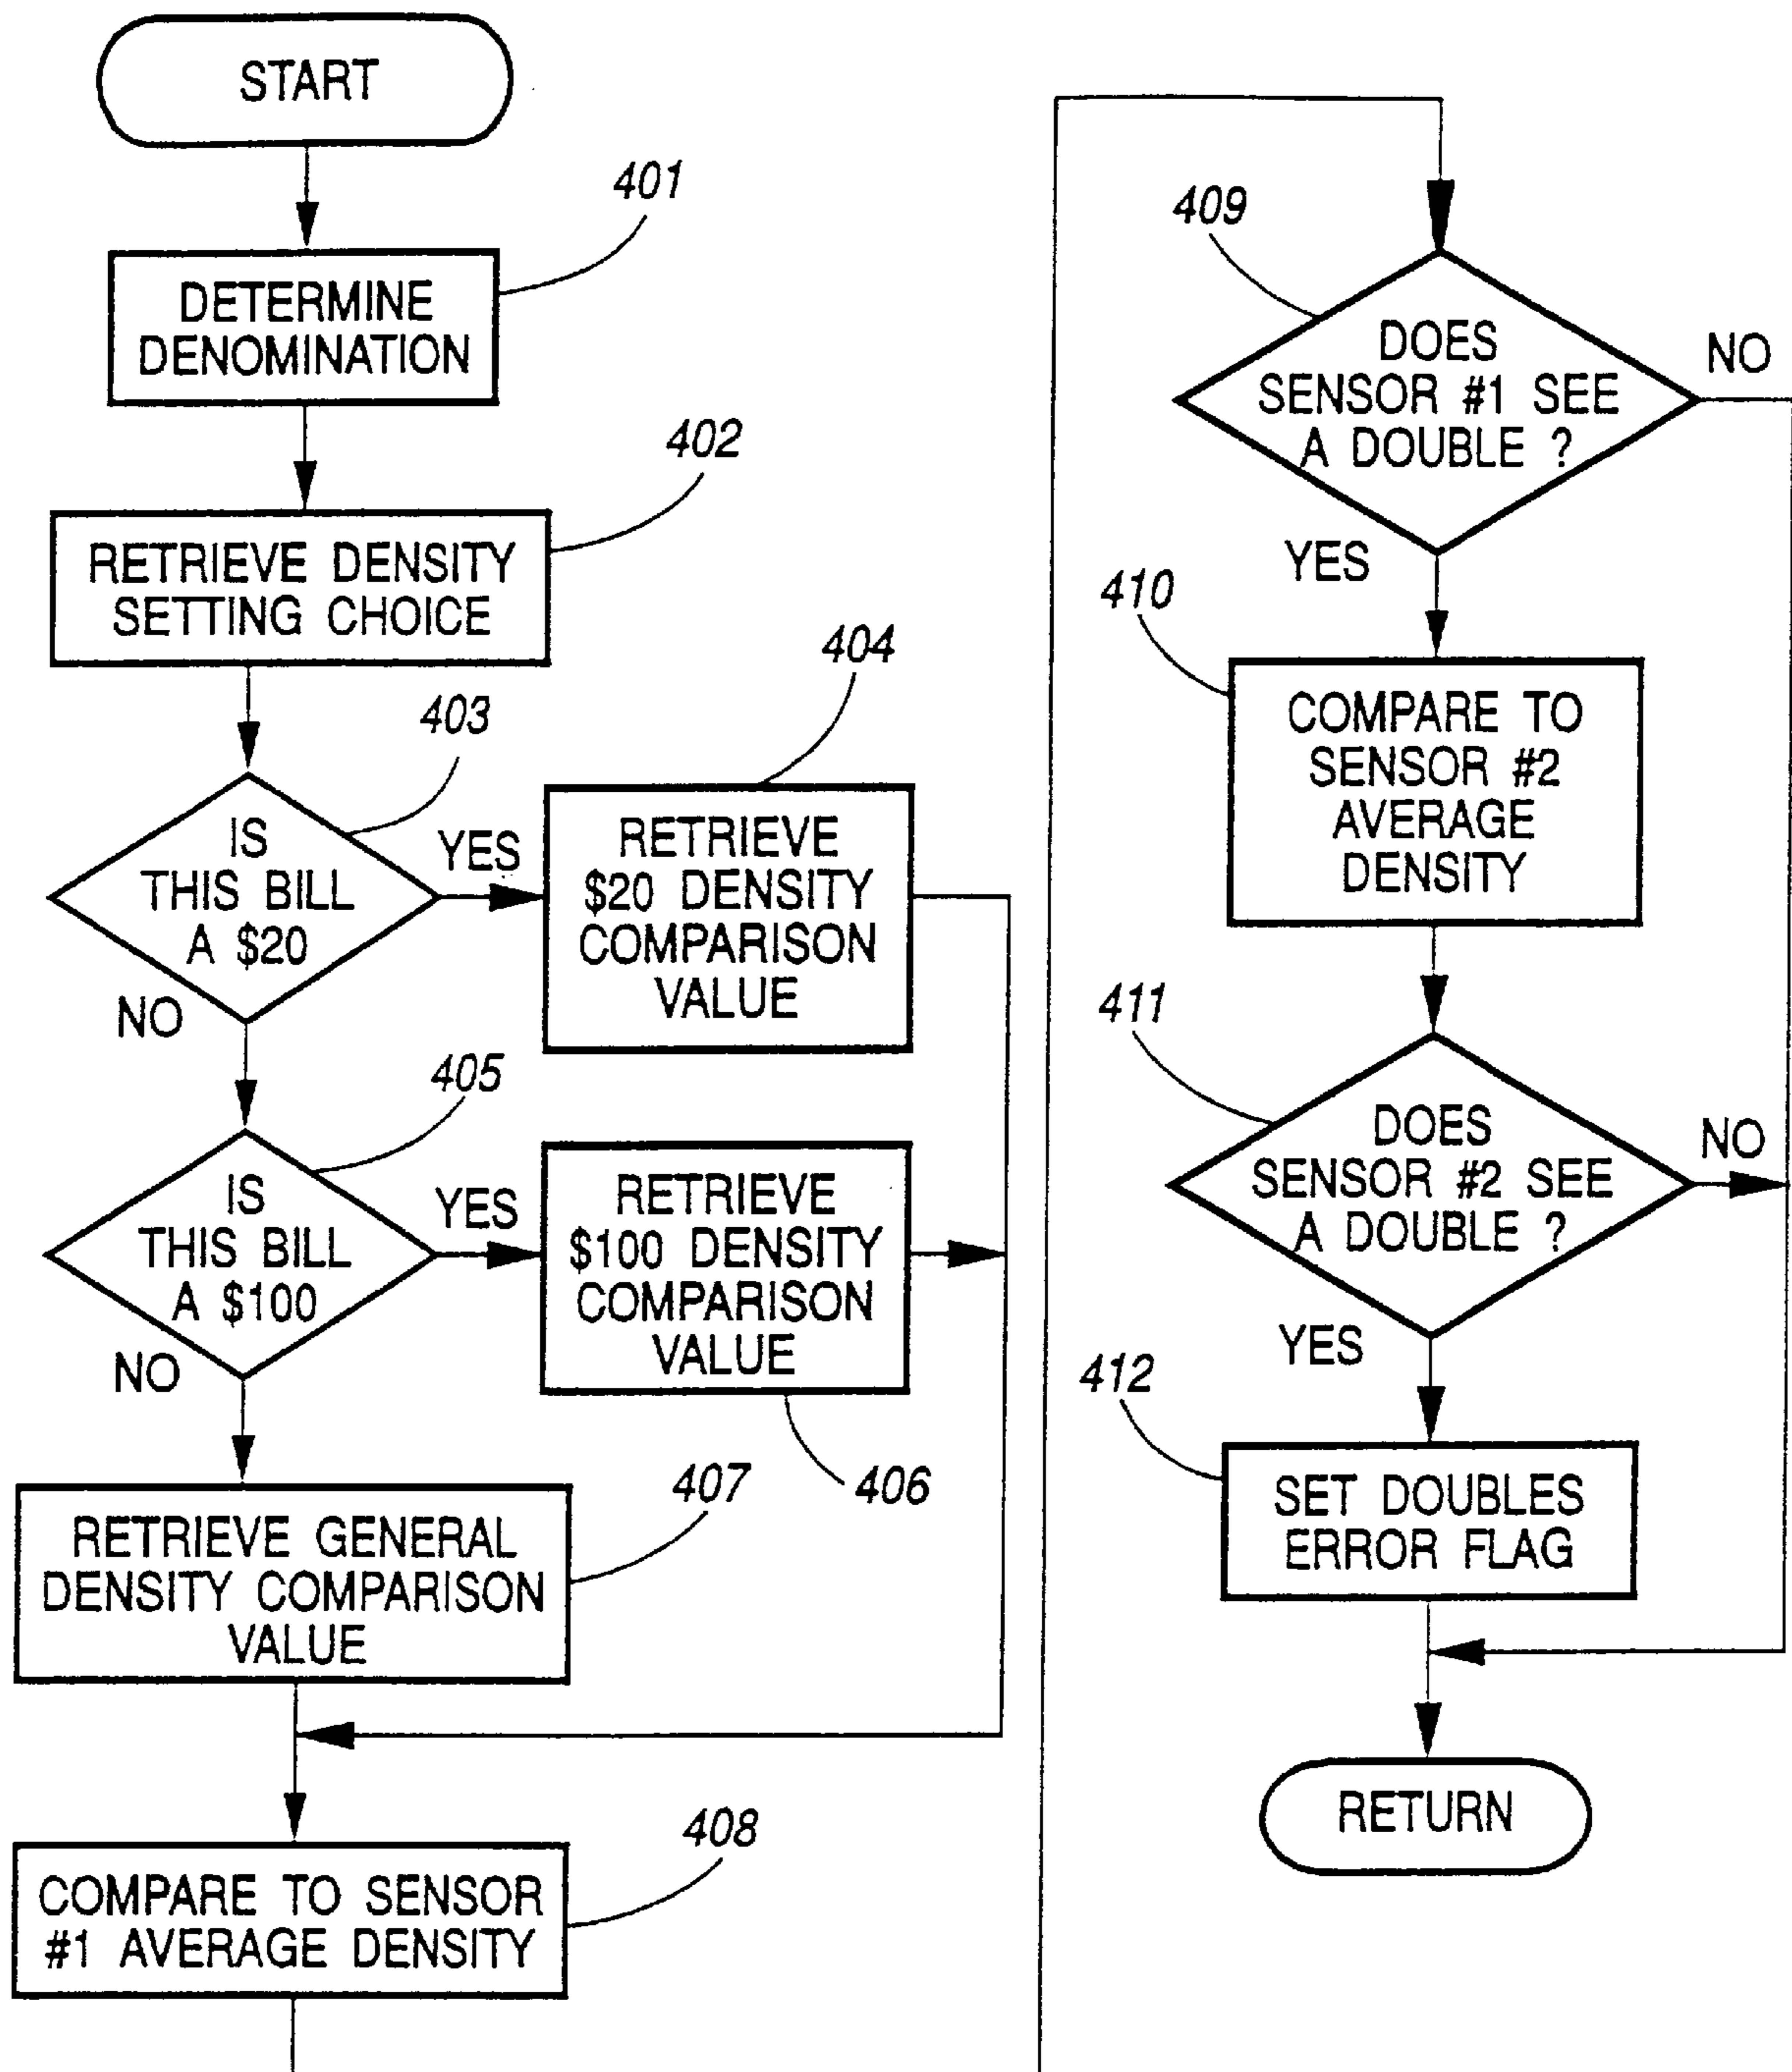 START
401
DETERMINE
DENOMINATION
402
RETRIEVE DENSITY
SETTING CHOICE
403
IS
THIS BILL
A $20
YES
NO
404
RETRIEVE
$20 DENSITY
COMPARISON
VALUE
405
IS
THIS BILL
A $100
YES
NO
RETRIEVE
$100 DENSITY
COMPARISON
VALUE
406
407
RETRIEVE GENERAL
DENSITY COMPARISON
VALUE
408
COMPARE TO SENSOR
#1 AVERAGE DENSITY
409
DOES
SENSOR #1 SEE
A DOUBLE ?
NO
YES
410
COMPARE TO
SENSOR #2
AVERAGE
DENSITY
411
DOES
SENSOR #2 SEE
A DOUBLE ?
NO
YES
412
SET DOUBLES
ERROR FLAG
RETURN